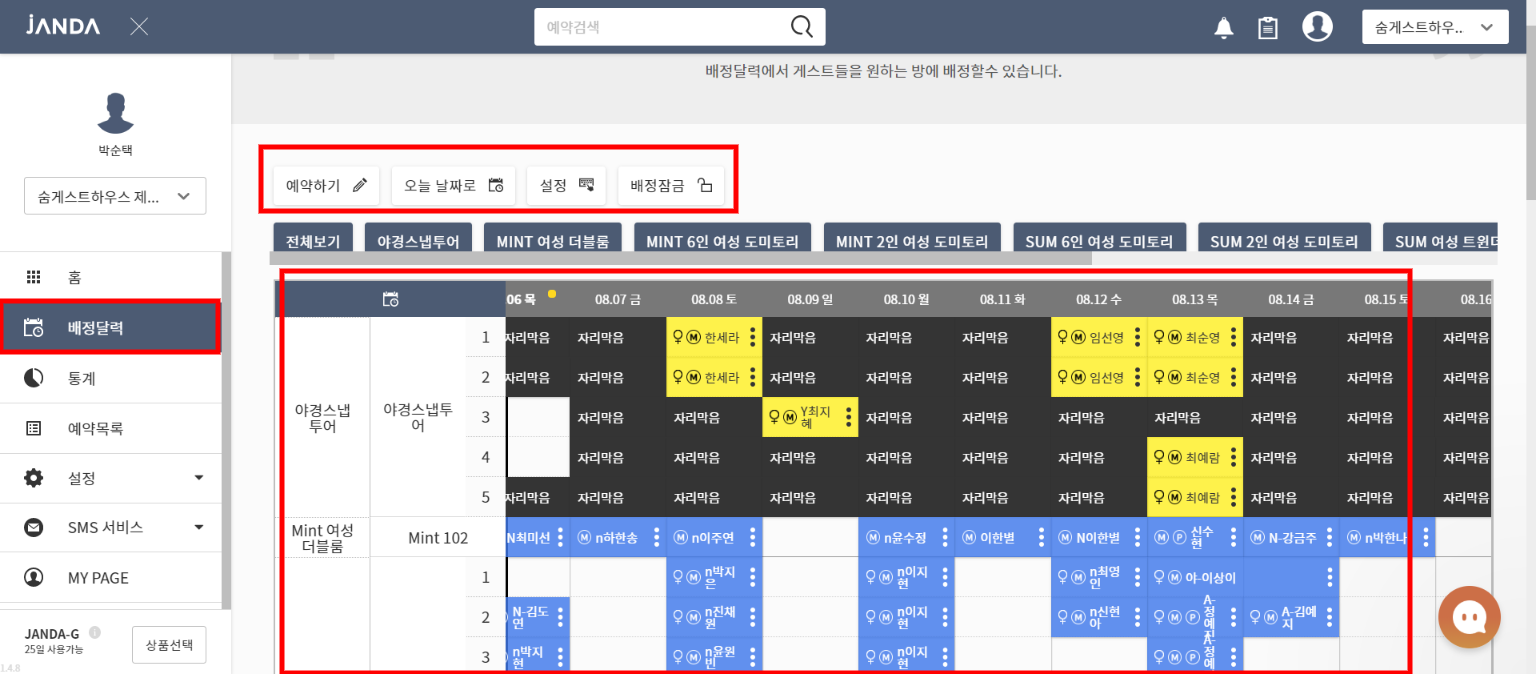 JANDA
예약검색
숨게스트하우..
배정달력에서 게스트들을 원하는 방에 배정할수 있습니다.
박순택
숨게스트하우스 제...
홈
배정달력
통계
예약목록
설정
SMS 서비스
MY PAGE
JANDA-G
25일 사용가능
상품선택
1.4.8
예약하기 오늘 날짜로 설정 배정잠금
전체보기 야경스냅투어 MINT 여성 더블룸 MINT 6인 여성 도미토리 MINT 2인 여성 도미토리 SUM 6인 여성 도미토리 SUM 2인 여성 도미토리 SUM 여성 트윈
06 목 08.07 금 08.08 토 08.09 일 08.10 월 08.11 화 08.12 수 08.13 목 08.14 금 08.15 토 08.16
야경스냅
투어
야경스냅투
어
1 자리막음 자리막음 ♀ M 한세라 자리막음 자리막음 자리막음 ♀ M 임선영 ♀ M 최순영 자리막음 자리막음 자리막음
2 자리막음 자리막음 ♀ M 한세라 자리막음 자리막음 자리막음 ♀ M 임선영 ♀ M 최순영 자리막음 자리막음 자리막음
3 자리막음 자리막음 ♀ M Y최지혜 자리막음 자리막음 자리막음 자리막음 자리막음 자리막음 자리막음
4 자리막음 자리막음 자리막음 자리막음 자리막음 자리막음 ♀ M 최예람 자리막음 자리막음 자리막음
5 자리막음 자리막음 자리막음 자리막음 자리막음 자리막음 자리막음 ♀ M 최예람 자리막음 자리막음 자리막음
Mint 여성
더블룸
Mint 102 N최미선 M n하한송 M n이주연 M n윤수정 M 이한별 M N이한별 M P 신수현 M N-강금주 M n박한나
1 ♀ M n박지은 ♀ M n이지현 ♀ M n최영인 ♀ M 아-이상이
2 N-김도연 ♀ M n진채원 ♀ M n이지현 ♀ M n신현아 ♀ M P A-정예진 ♀ M A-김예지
3 n박지현 ♀ M n윤원빈 ♀ M n이지현 ♀ M P A-정예